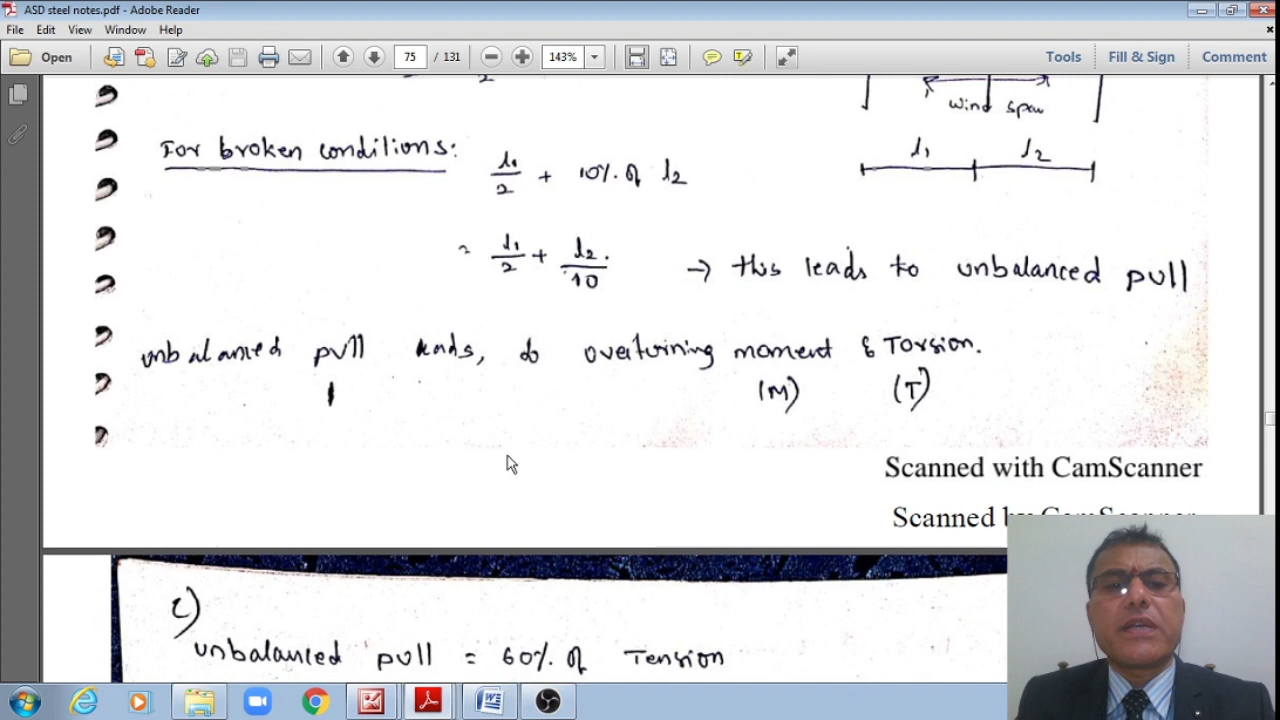 ASD steel notes.pdf - Adobe Reader
File Edit View Window Help
Open 75 / 131 143% Tools Fill & Sign Comment
2
wind span
For broken conditions: l1/2 + 10% of l2
l1 l2
= l1/2 + l2/10 → this leads to unbalanced pull
unbalanced pull leads, to overturning moment & Torsion.
(M) (T)
Scanned with CamScanner
Scanned by CamScanner
c)
unbalanced pull = 60% of Tension